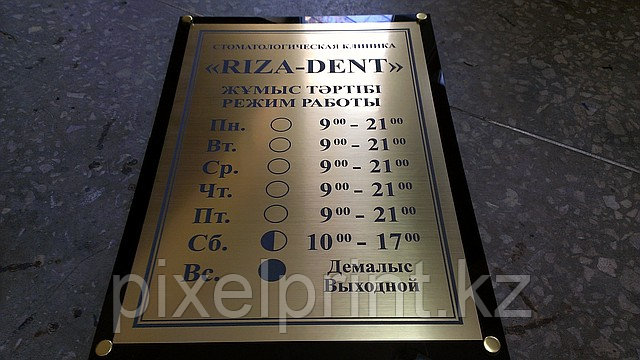 СТОМАТОЛОГИЧЕСКАЯ КЛИНИКА
«RIZA-DENT»
ЖҰМЫС ТӘРТІБІ
РЕЖИМ РАБОТЫ
Пн. 9⁰⁰ - 21⁰⁰
Вт. 9⁰⁰ - 21⁰⁰
Ср. 9⁰⁰ - 21⁰⁰
Чт. 9⁰⁰ - 21⁰⁰
Пт. 9⁰⁰ - 21⁰⁰
Сб. 10⁰⁰ - 17⁰⁰
Вс. Демалыс
Выходной
pixelprint.kz